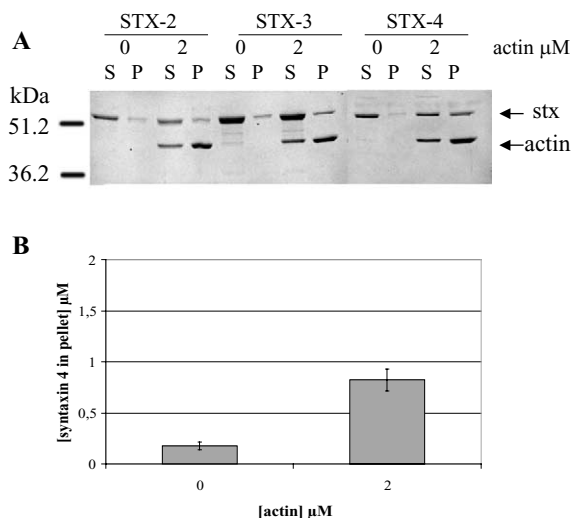 A
STX-2 STX-3 STX-4
0 2 0 2 0 2 actin μM
S P S P S P S P S P S P
kDa
51.2
stx
actin
36.2
B
[syntaxin 4 in pellet] μM
2
1,5
1
0,5
0
0 2
[actin] μM